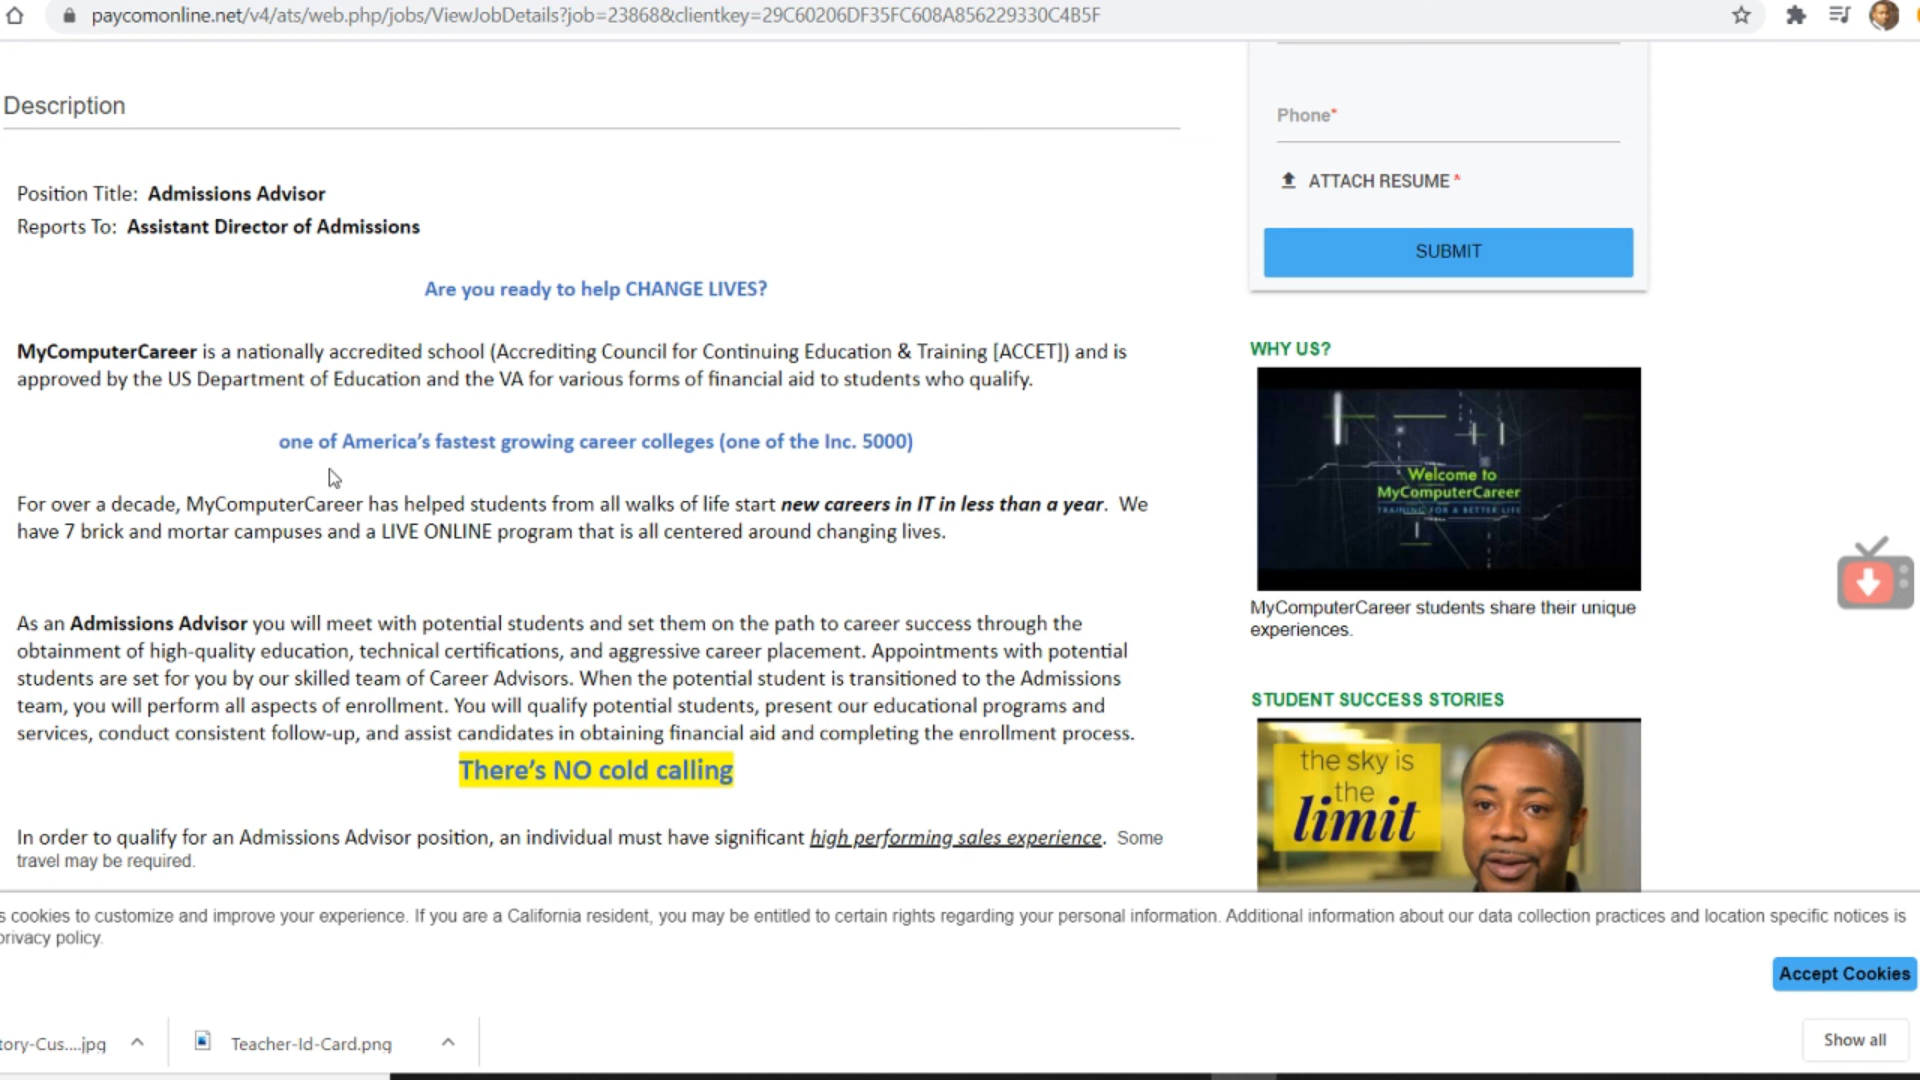 paycomonline.net/v4/ats/web.php/jobs/ViewJobDetails?job=23868&clientkey=29C60206DF35FC608A856229330C4B5F
Description
Position Title: Admissions Advisor
Reports To: Assistant Director of Admissions
Are you ready to help CHANGE LIVES?
MyComputerCareer is a nationally accredited school (Accrediting Council for Continuing Education & Training [ACCET]) and is
approved by the US Department of Education and the VA for various forms of financial aid to students who qualify.
one of America's fastest growing career colleges (one of the Inc. 5000)
For over a decade, MyComputerCareer has helped students from all walks of life start new careers in IT in less than a year. We
have 7 brick and mortar campuses and a LIVE ONLINE program that is all centered around changing lives.
As an Admissions Advisor you will meet with potential students and set them on the path to career success through the
obtainment of high-quality education, technical certifications, and aggressive career placement. Appointments with potential
students are set for you by our skilled team of Career Advisors. When the potential student is transitioned to the Admissions
team, you will perform all aspects of enrollment. You will qualify potential students, present our educational programs and
services, conduct consistent follow-up, and assist candidates in obtaining financial aid and completing the enrollment process.
There's NO cold calling
In order to qualify for an Admissions Advisor position, an individual must have significant high performing sales experience. Some
travel may be required.
Phone*
ATTACH RESUME *
SUBMIT
WHY US?
Welcome to
MyComputerCareer
TRAINING FOR A BETTER LIFE
MyComputerCareer students share their unique
experiences.
STUDENT SUCCESS STORIES
the sky is
the
limit
s cookies to customize and improve your experience. If you are a California resident, you may be entitled to certain rights regarding your personal information. Additional information about our data collection practices and location specific notices is
privacy policy.
Accept Cookies
tory-Cus....jpg
Teacher-Id-Card.png
Show all